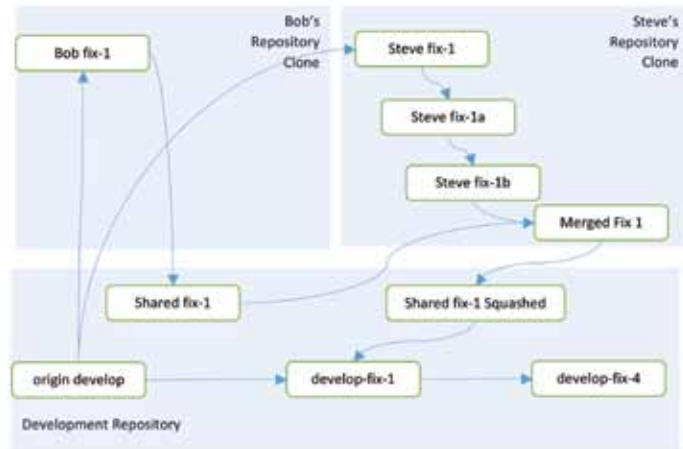 Bob's
Repository
Clone
Bob fix-1
Steve's
Repository
Clone
Steve fix-1
Steve fix-1a
Steve fix-1b
Merged Fix 1
Shared fix-1
Shared fix-1 Squashed
origin develop
develop-fix-1
develop-fix-4
Development Repository